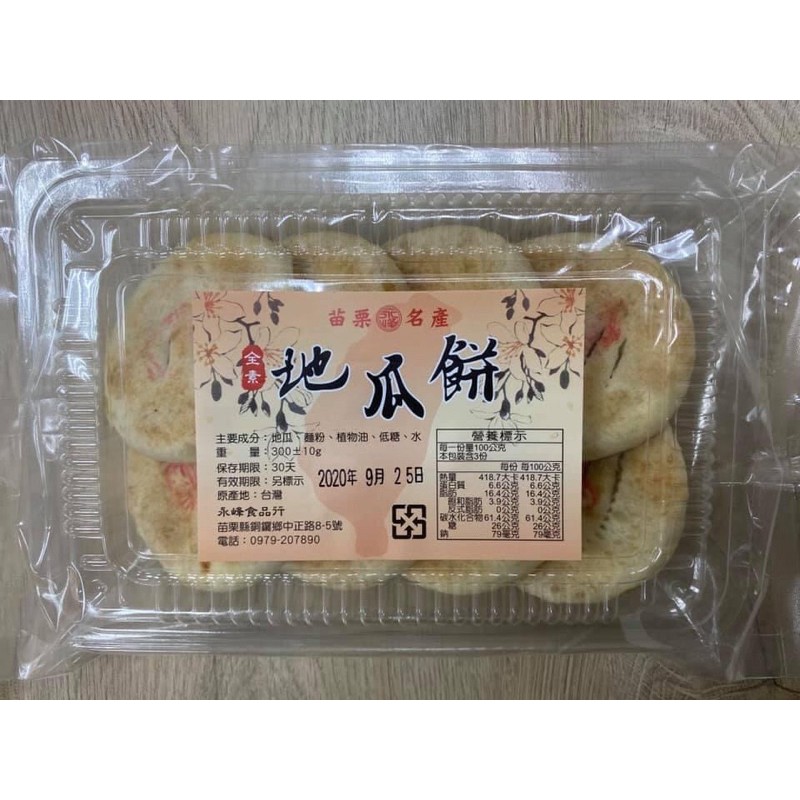 苗栗 永峰 名產
全素
地瓜餅
主要成分：地瓜、麵粉、植物油、低糖、水
重 量：300±10g
保存期限：30天
有效期限：另標示
原產地：台灣
2020年 9月 25日
永峰食品行
苗栗縣銅鑼鄉中正路8-5號
電話：0979-207890
營養標示
每一份量100公克
本包裝含3份
每份 每100公克
熱量 418.7大卡 418.7大卡
蛋白質 6.6公克 6.6公克
脂肪 16.4公克 16.4公克
飽和脂肪 3.9公克 3.9公克
反式脂肪 0公克 0公克
碳水化合物 61.4公克 61.4公克
糖 26公克 26公克
鈉 79毫克 79毫克